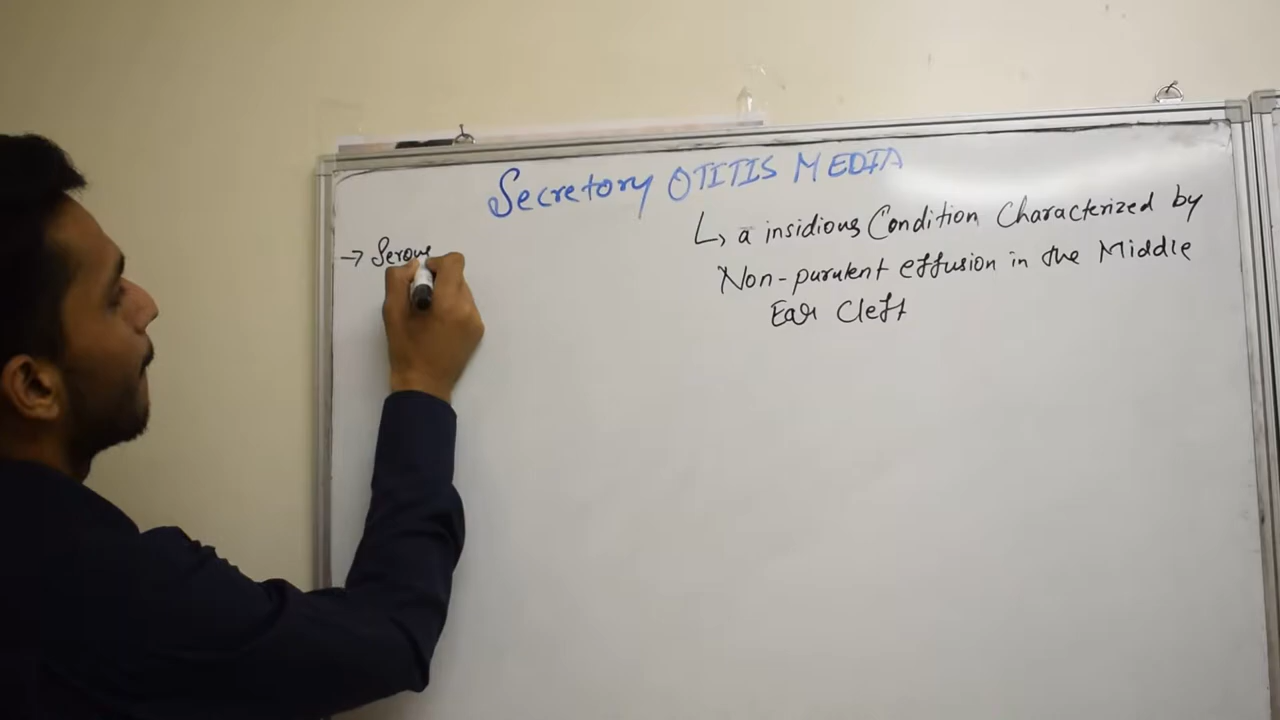 Secretory OTITIS MEDIA
↳ a insidious Condition Characterized by
Non-purulent effusion in the Middle
Ear Cleft
→ Serous